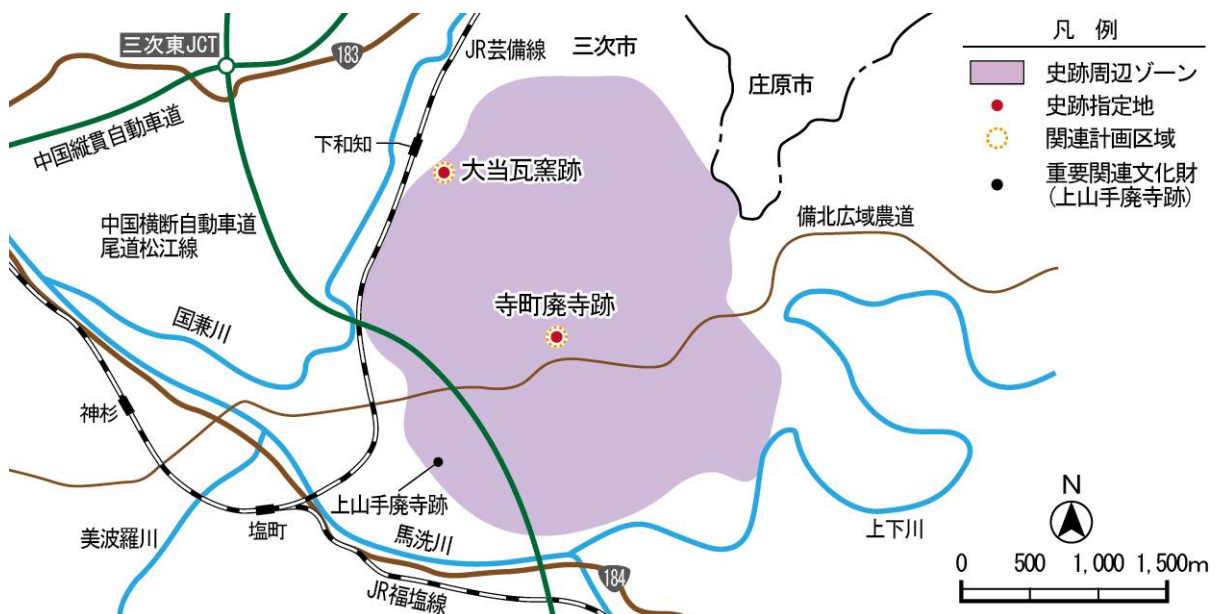 三次東JCT
183
JR芸備線
三次市
庄原市
中国縦貫自動車道
下和知
大当瓦窯跡
中国横断自動車道
尾道松江線
備北広域農道
寺町廃寺跡
国兼川
神杉
上山手廃寺跡
塩町
美波羅川
馬洗川
上下川
JR福塩線
184
凡 例
史跡周辺ゾーン
史跡指定地
関連計画区域
重要関連文化財
(上山手廃寺跡)
N
0 500 1,000 1,500m